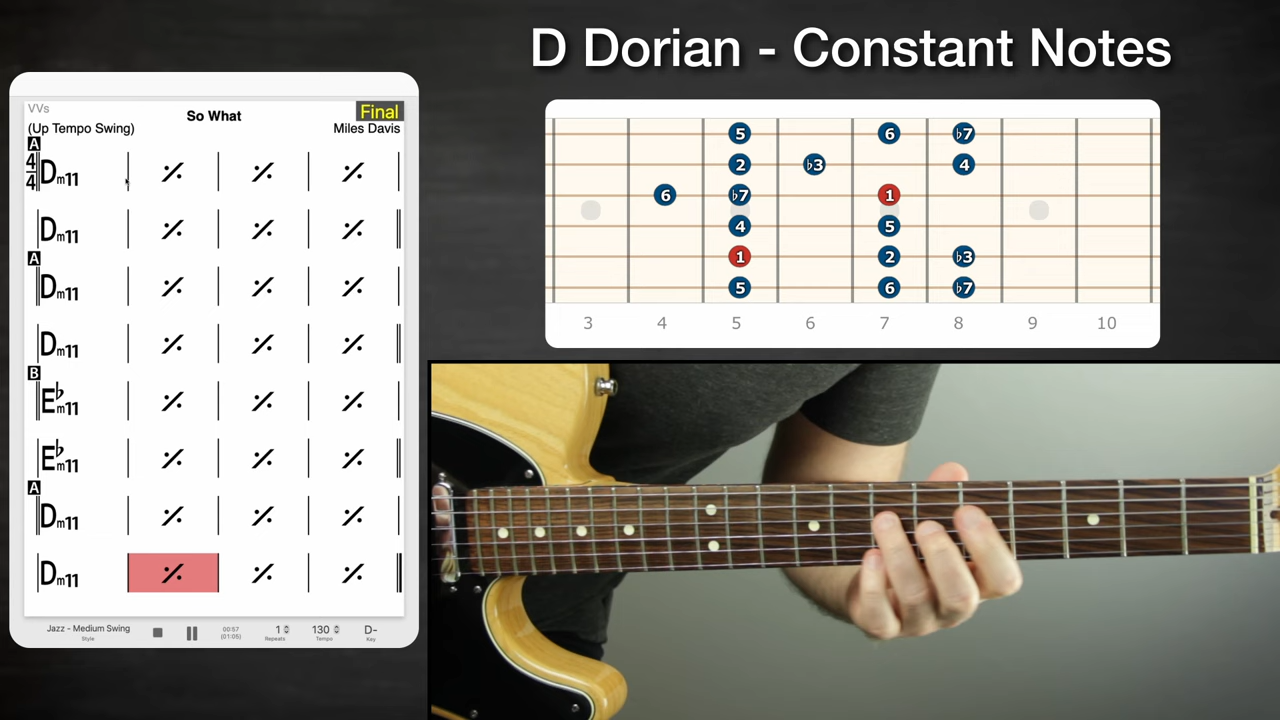 D Dorian - Constant Notes
VVs
So What
Final
(Up Tempo Swing)
Miles Davis
A
4/4 Dm11 ٪ ٪ ٪
Dm11 ٪ ٪ ٪
A
Dm11 ٪ ٪ ٪
Dm11 ٪ ٪ ٪
B
E♭m11 ٪ ٪ ٪
E♭m11 ٪ ٪ ٪
A
Dm11 ٪ ٪ ٪
Dm11 ٪ ٪ ٪
Jazz - Medium Swing
Style
00:57
(01:05)
1
Repeats
130
Tempo
D-
Key
5 6 ♭7
2 ♭3 4
6 ♭7 1
4 5
1 2 ♭3
5 6 ♭7
3 4 5 6 7 8 9 10